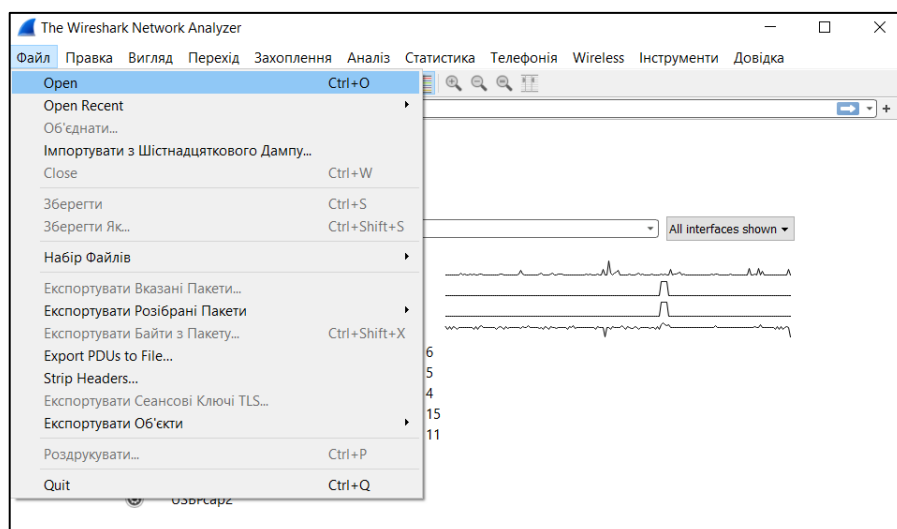 The Wireshark Network Analyzer
Файл Правка Вигляд Перехід Захоплення Аналіз Статистика Телефонія Wireless Інструменти Довідка
Open Ctrl+O
Open Recent
Об'єднати...
Імпортувати з Шістнадцяткового Дампу...
Close Ctrl+W
Зберегти Ctrl+S
Зберегти Як... Ctrl+Shift+S
All interfaces shown
Набір Файлів
Експортувати Вказані Пакети...
Експортувати Розібрані Пакети
Експортувати Байти з Пакету... Ctrl+Shift+X
Export PDUs to File...
6
Strip Headers...
5
Експортувати Сеансові Ключі TLS...
4
Експортувати Об'єкти
15
11
Роздрукувати... Ctrl+P
Quit Ctrl+Q
USBPcap2